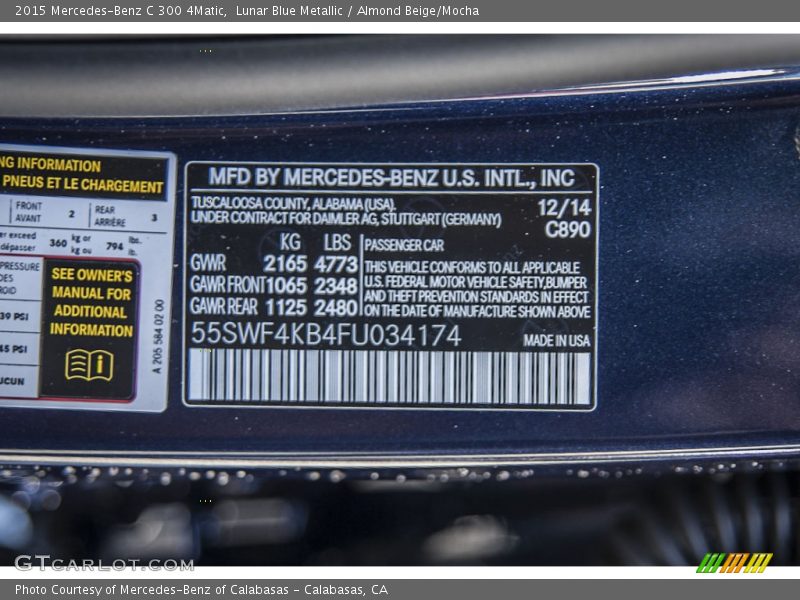 2015 Mercedes-Benz C 300 4Matic, Lunar Blue Metallic / Almond Beige/Mocha
NG INFORMATION
PNEUS ET LE CHARGEMENT
FRONT
AVANT
2
REAR
ARRIÈRE
3
er exceed
dépasser
360
kg or
kg ou
794
lbs.
lb.
PRESSURE
39 PSI
45 PSI
UCUN
SEE OWNER'S
MANUAL FOR
ADDITIONAL
INFORMATION
A 205 584 02 00
MFD BY MERCEDES-BENZ U.S. INTL., INC
TUSCALOOSA COUNTY, ALABAMA (USA).
UNDER CONTRACT FOR DAIMLER AG, STUTTGART (GERMANY)
12/14
C890
KG LBS
GVWR 2165 4773
GAWR FRONT 1065 2348
GAWR REAR 1125 2480
PASSENGER CAR
THIS VEHICLE CONFORMS TO ALL APPLICABLE
U.S. FEDERAL MOTOR VEHICLE SAFETY, BUMPER
AND THEFT PREVENTION STANDARDS IN EFFECT
ON THE DATE OF MANUFACTURE SHOWN ABOVE
55SWF4KB4FU034174
MADE IN USA
GTCARLOT.COM
Photo Courtesy of Mercedes-Benz of Calabasas - Calabasas, CA